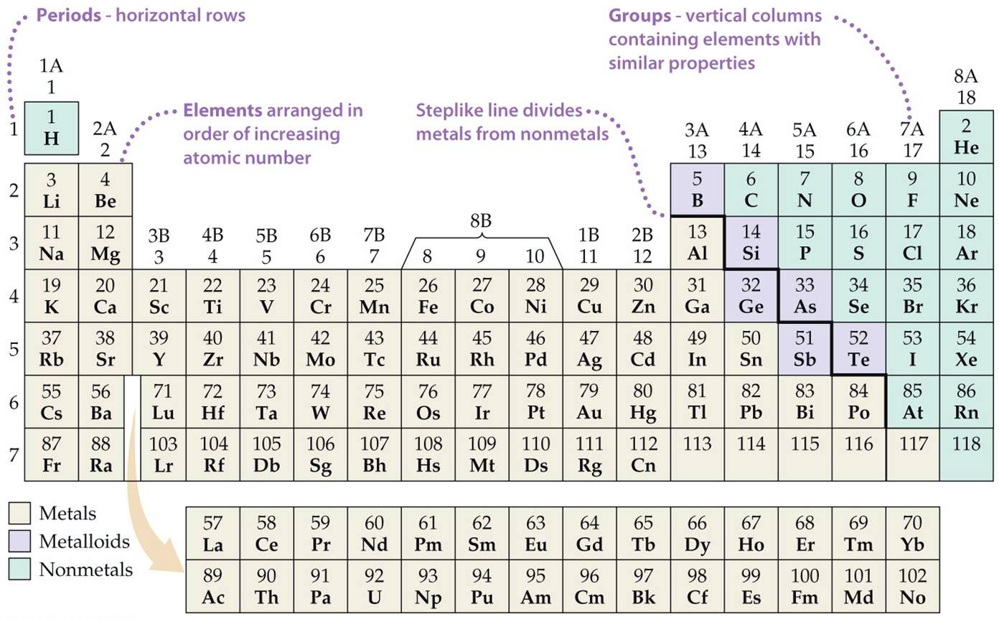 Periods - horizontal rows
Groups - vertical columns
containing elements with
similar properties
1A
1
8A
18
Elements arranged in
order of increasing
atomic number
Steplike line divides
metals from nonmetals
1 1 H 2A 3A 4A 5A 6A 7A 2 He
2 13 14 15 16 17
2 3 Li 4 Be 5 B 6 C 7 N 8 O 9 F 10 Ne
3B 4B 5B 6B 7B 8B 1B 2B
3 4 5 6 7 8 9 10 11 12
3 11 Na 12 Mg 13 Al 14 Si 15 P 16 S 17 Cl 18 Ar
4 19 K 20 Ca 21 Sc 22 Ti 23 V 24 Cr 25 Mn 26 Fe 27 Co 28 Ni 29 Cu 30 Zn 31 Ga 32 Ge 33 As 34 Se 35 Br 36 Kr
5 37 Rb 38 Sr 39 Y 40 Zr 41 Nb 42 Mo 43 Tc 44 Ru 45 Rh 46 Pd 47 Ag 48 Cd 49 In 50 Sn 51 Sb 52 Te 53 I 54 Xe
6 55 Cs 56 Ba 71 Lu 72 Hf 73 Ta 74 W 75 Re 76 Os 77 Ir 78 Pt 79 Au 80 Hg 81 Tl 82 Pb 83 Bi 84 Po 85 At 86 Rn
7 87 Fr 88 Ra 103 Lr 104 Rf 105 Db 106 Sg 107 Bh 108 Hs 109 Mt 110 Ds 111 Rg 112 Cn 113 114 115 116 117 118
Metals
Metalloids
Nonmetals
57 La 58 Ce 59 Pr 60 Nd 61 Pm 62 Sm 63 Eu 64 Gd 65 Tb 66 Dy 67 Ho 68 Er 69 Tm 70 Yb
89 Ac 90 Th 91 Pa 92 U 93 Np 94 Pu 95 Am 96 Cm 97 Bk 98 Cf 99 Es 100 Fm 101 Md 102 No